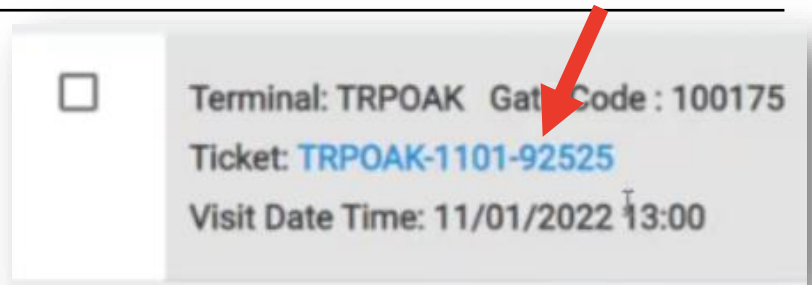 Terminal: TRPOAK Gate Code : 100175
Ticket: TRPOAK-1101-92525
Visit Date Time: 11/01/2022 13:00